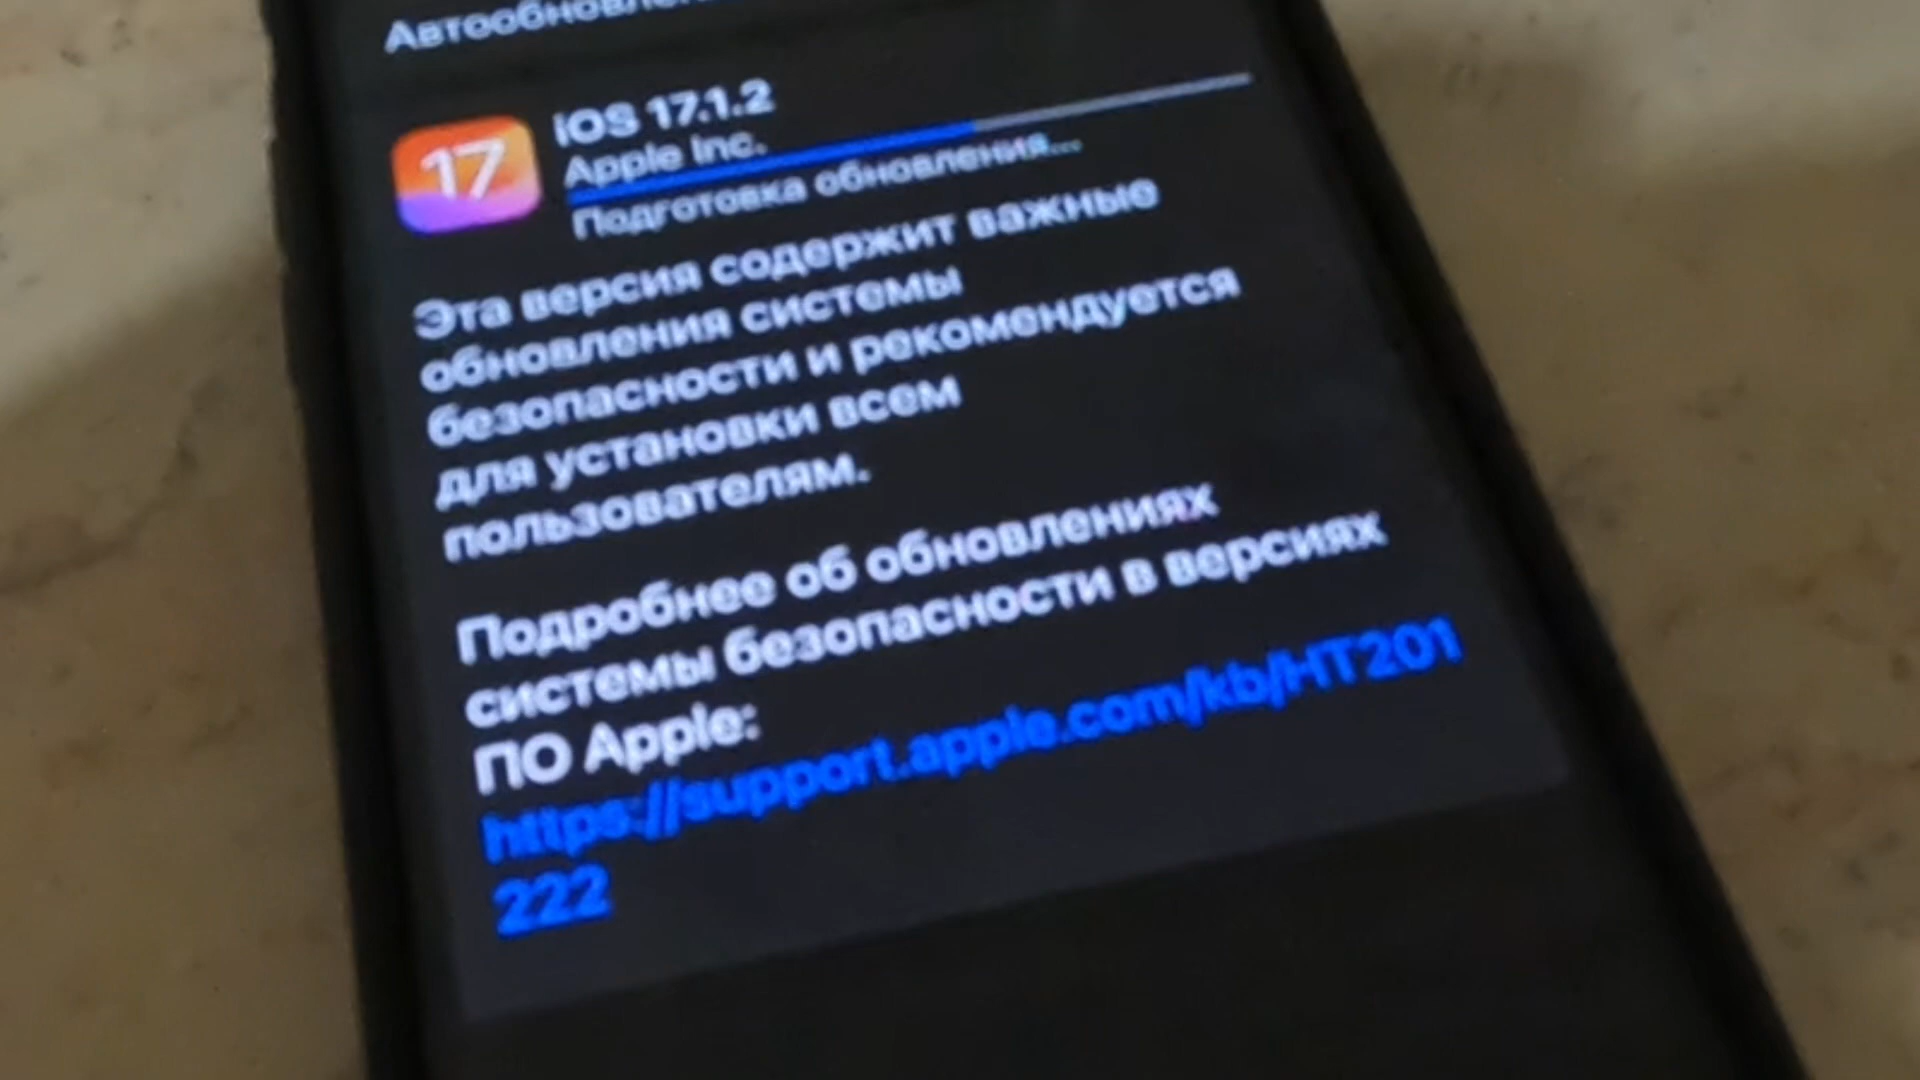 Автообновлен
17
iOS 17.1.2
Apple Inc.
Подготовка обновления...
Эта версия содержит важные
обновления системы
безопасности и рекомендуется
для установки всем
пользователям.
Подробнее об обновлениях
системы безопасности в версиях
ПО Apple:
https://support.apple.com/kb/HT201
222